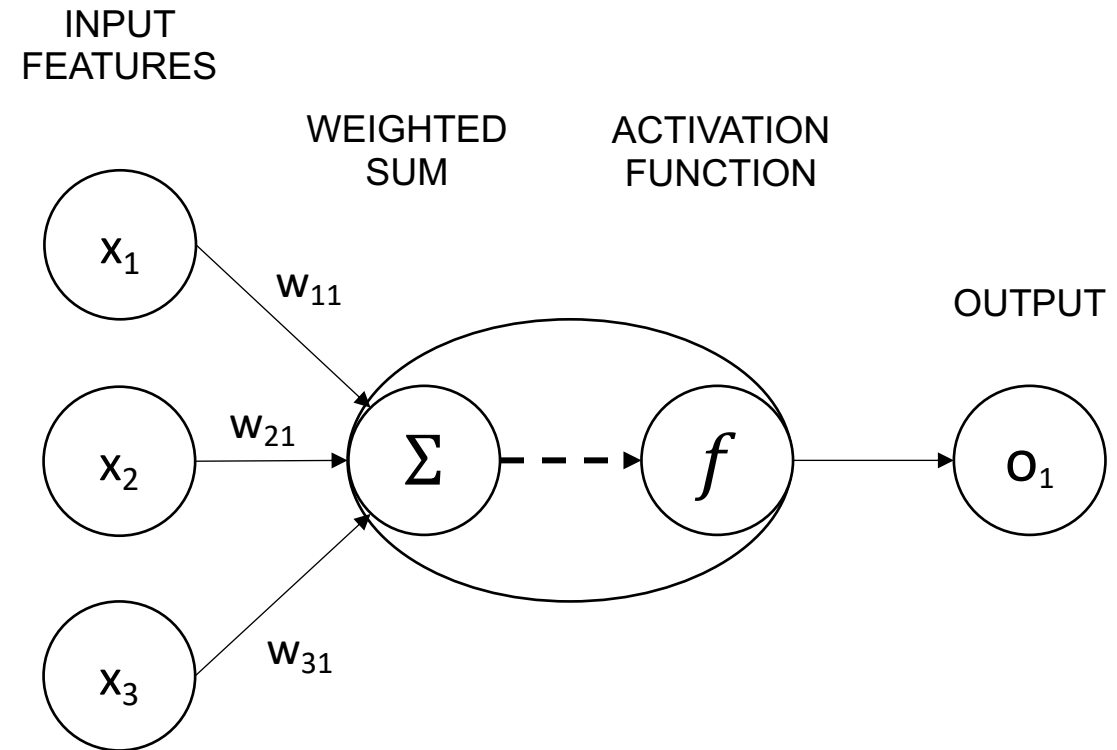 INPUT
FEATURES
WEIGHTED
SUM
ACTIVATION
FUNCTION
OUTPUT
x₁
w₁₁
x₂
w₂₁
Σ
f
o₁
x₃
w₃₁